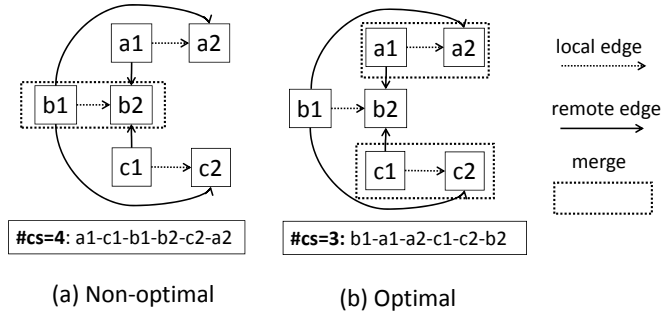 a1 a2
b1 b2
c1 c2
#cs=4: a1-c1-b1-b2-c2-a2
(a) Non-optimal
a1 a2
b1 b2
c1 c2
#cs=3: b1-a1-a2-c1-c2-b2
(b) Optimal
local edge
remote edge
merge